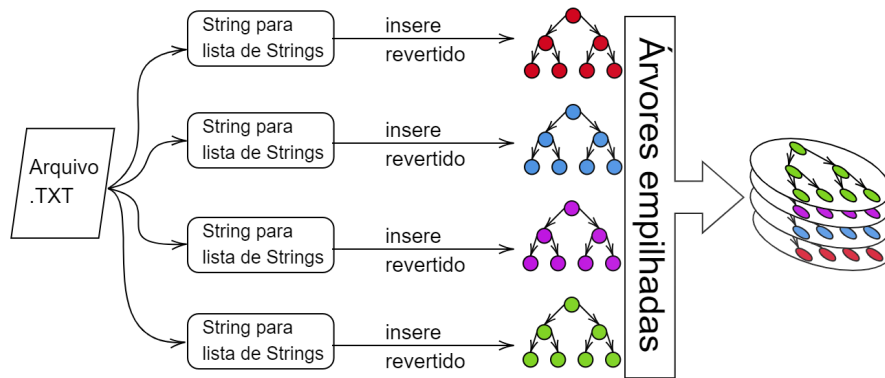 Arquivo
.TXT
String para
lista de Strings
insere
revertido
String para
lista de Strings
insere
revertido
String para
lista de Strings
insere
revertido
String para
lista de Strings
insere
revertido
Árvores empilhadas